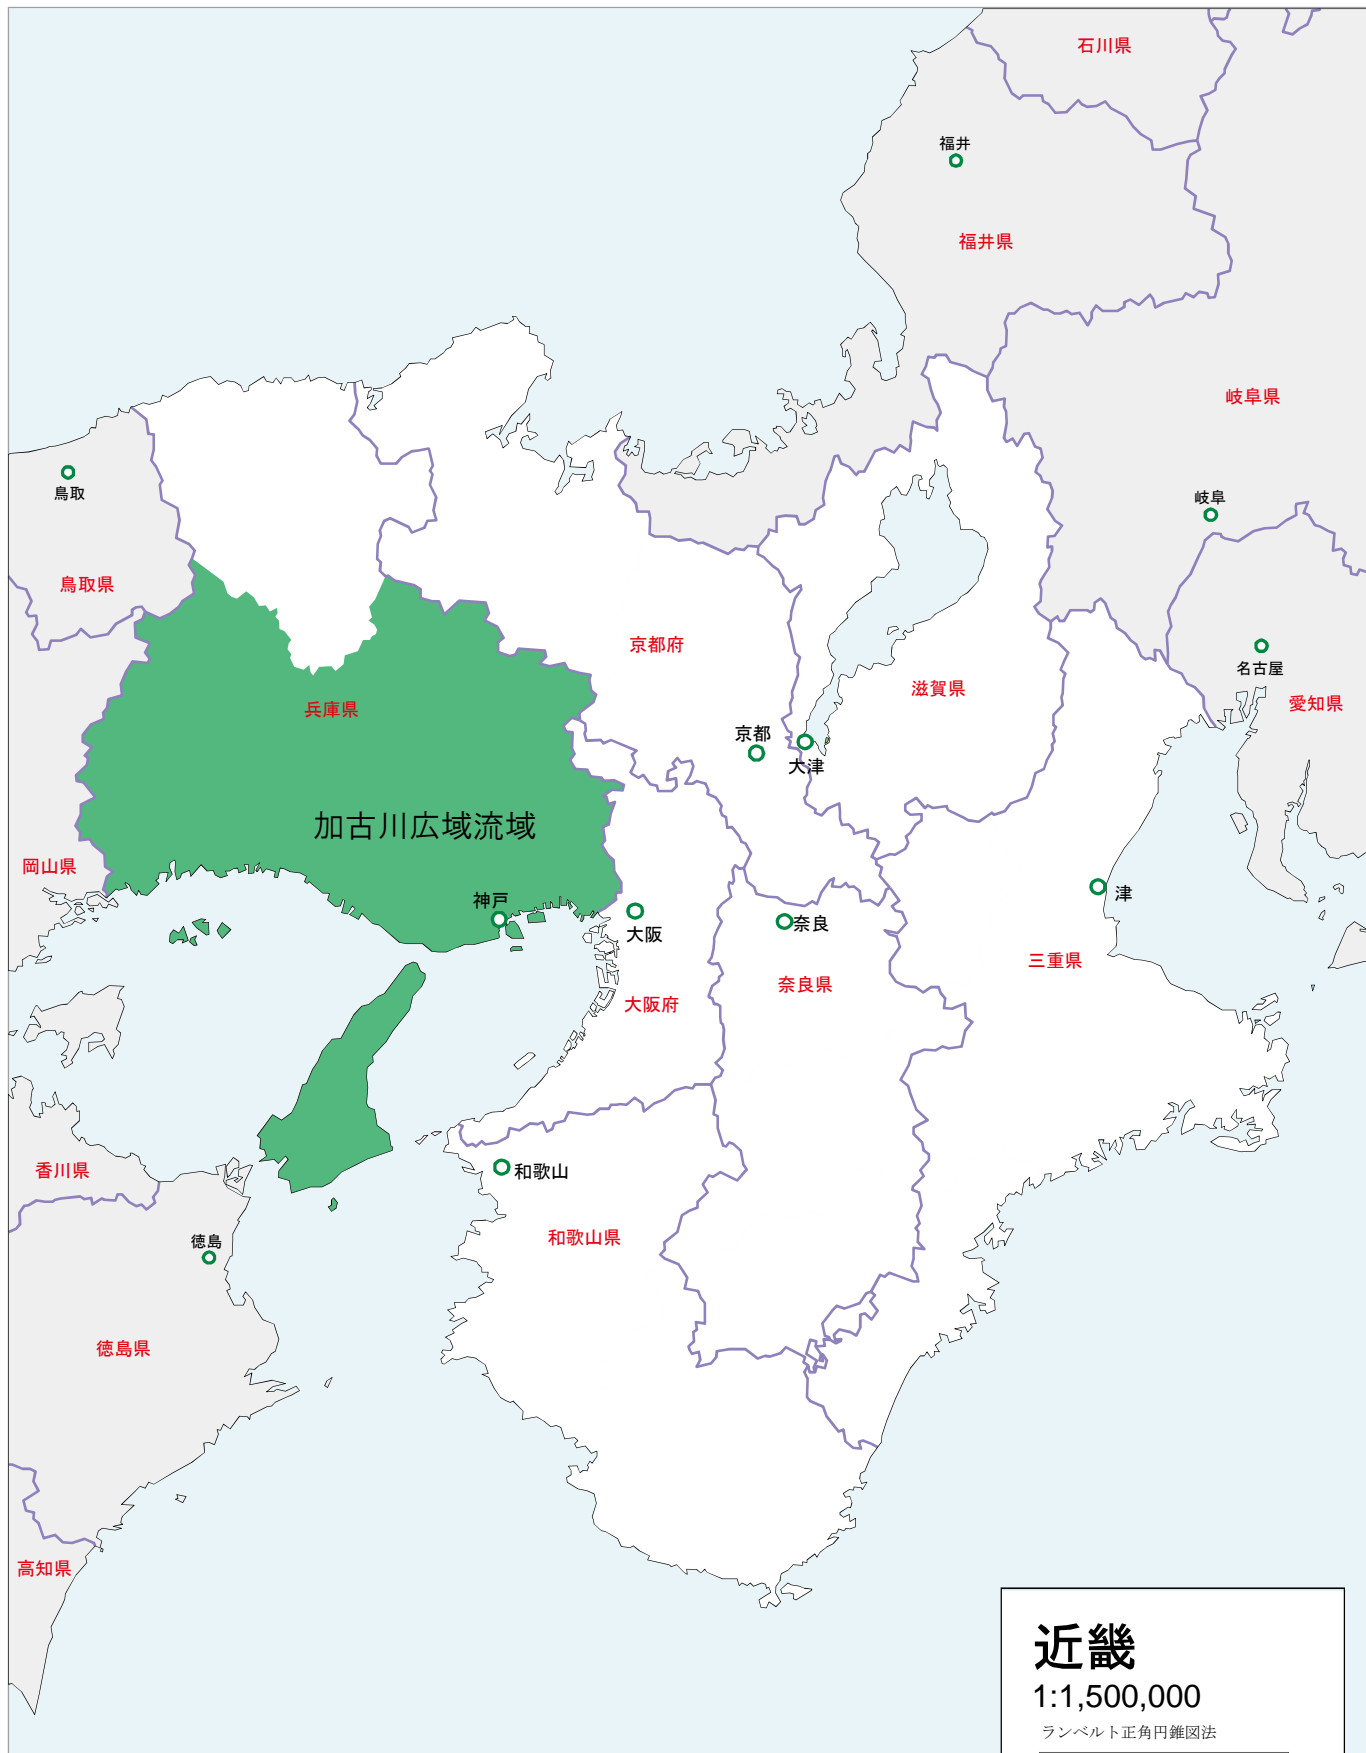 石川県
福井
福井県
岐阜県
鳥取
岐阜
鳥取県
京都府
名古屋
滋賀県
愛知県
兵庫県
京都
大津
加古川広域流域
岡山県
津
神戸
大阪
奈良
三重県
奈良県
大阪府
香川県
和歌山
和歌山県
徳島
徳島県
高知県
近畿
1:1,500,000
ランベルト正角円錐図法